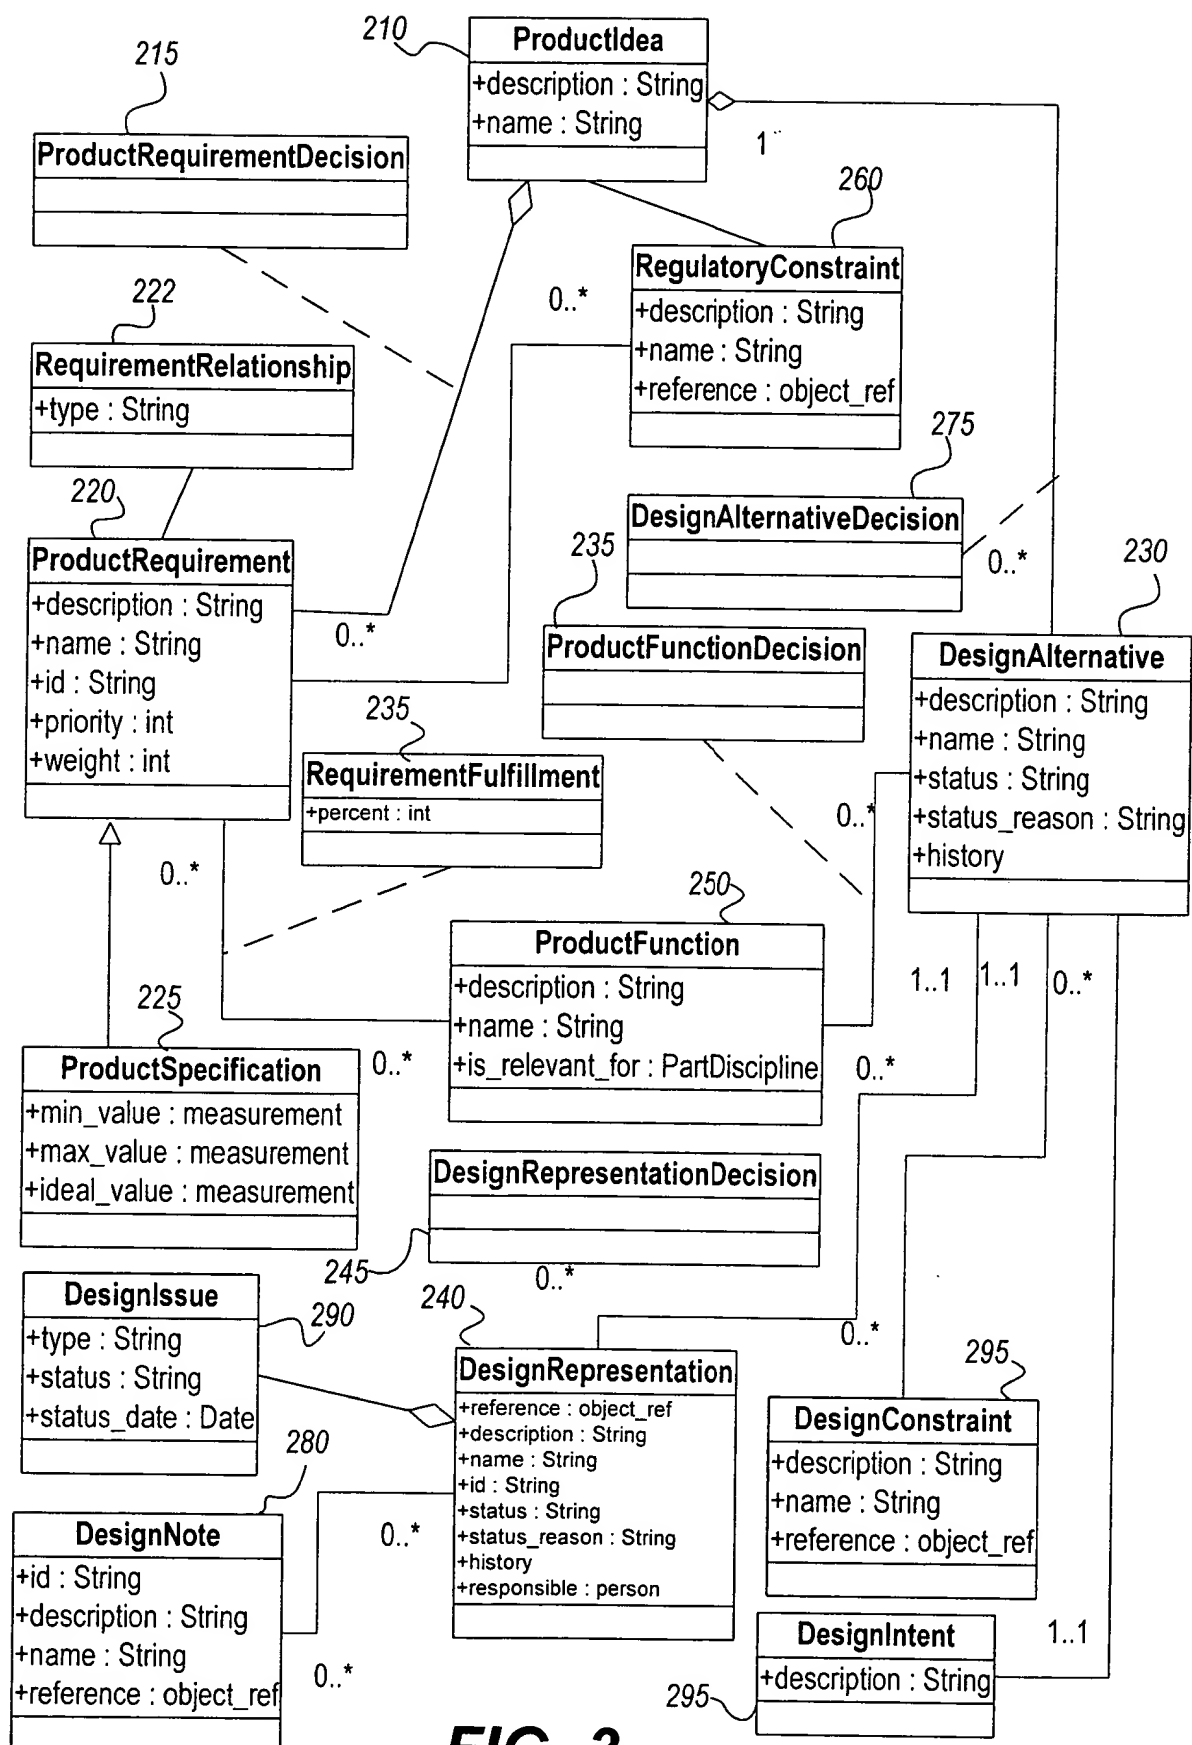 210
ProductIdea
+description : String
+name : String
1
215
ProductRequirementDecision
260
RegulatoryConstraint
+description : String
+name : String
+reference : object_ref
0..*
222
RequirementRelationship
+type : String
275
DesignAlternativeDecision
0..*
220
ProductRequirement
+description : String
+name : String
+id : String
+priority : int
+weight : int
0..*
235
ProductFunctionDecision
230
DesignAlternative
+description : String
+name : String
+status : String
+status_reason : String
+history
235
RequirementFulfillment
+percent : int
0..*
0..*
250
ProductFunction
+description : String
+name : String
+is_relevant_for : PartDiscipline
1..1
1..1
0..*
225
ProductSpecification
+min_value : measurement
+max_value : measurement
+ideal_value : measurement
0..*
0..*
DesignRepresentationDecision
245
0..*
DesignIssue
+type : String
+status : String
+status_date : Date
290
240
DesignRepresentation
+reference : object_ref
+description : String
+name : String
+id : String
+status : String
+status_reason : String
+history
+responsible : person
0..*
295
DesignConstraint
+description : String
+name : String
+reference : object_ref
280
DesignNote
+id : String
+description : String
+name : String
+reference : object_ref
0..*
0..*
DesignIntent
+description : String
1..1
295